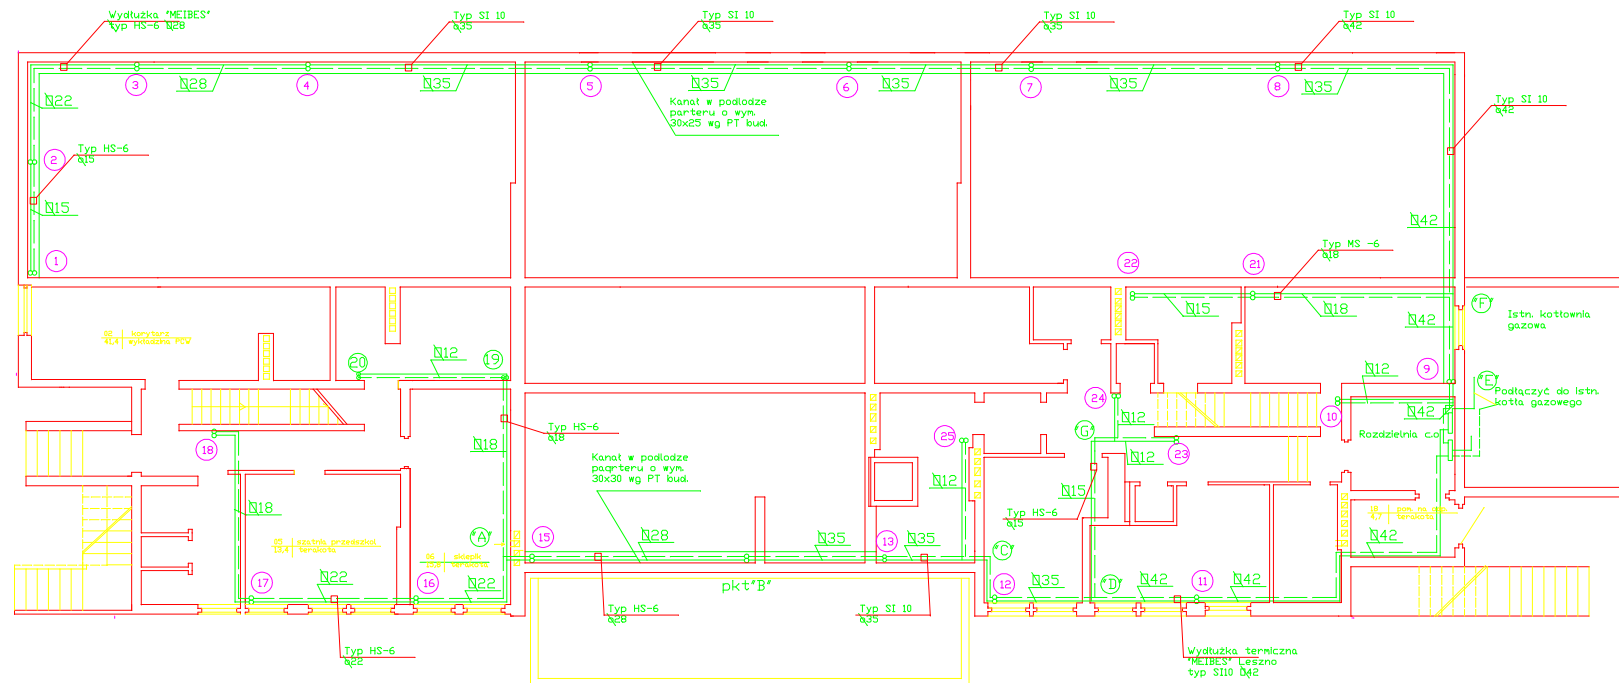 Wydłużka "MEIBES"
typ HS-6 Ø28
Typ SI 10
ø35
Typ SI 10
ø35
Typ SI 10
ø35
Typ SI 10
ø42
3
Ø28
4
Ø35
5
Ø35
6
Ø35
7
Ø35
8
Ø35
Ø22
Kanał w podłodze
parteru o wym.
30x25 wg PT bud.
Typ SI 10
ø42
2
Typ HS-6
ø15
Ø15
1
Ø42
Typ MS -6
ø18
22
21
Ø15
Ø18
Ø42
"F"
Istn. kotłownia
gazowa
korytarz
20
Ø12
19
9
Ø12
"E"
Podłączyć do istn.
kotła gazowego
24
10
Ø42
Ø12
Typ HS-6
ø18
18
Ø18
25
"G"
Ø12
23
Rozdzielnia c.o.
Kanał w podłodze
paqrteru o wym.
30x30 wg PT bud.
Ø12
Ø15
Typ HS-6
ø15
Ø18
"A"
15
Ø28
Ø35
13
Ø35
"C"
Ø42
17
Ø22
16
Ø22
pkt"B"
12
Ø35
"D"
Ø42
11
Ø42
Typ HS-6
ø28
Typ SI 10
ø35
Typ HS-6
ø22
Wydłużka termiczna
"MEIBES" Leszno
typ SI10 Ø42